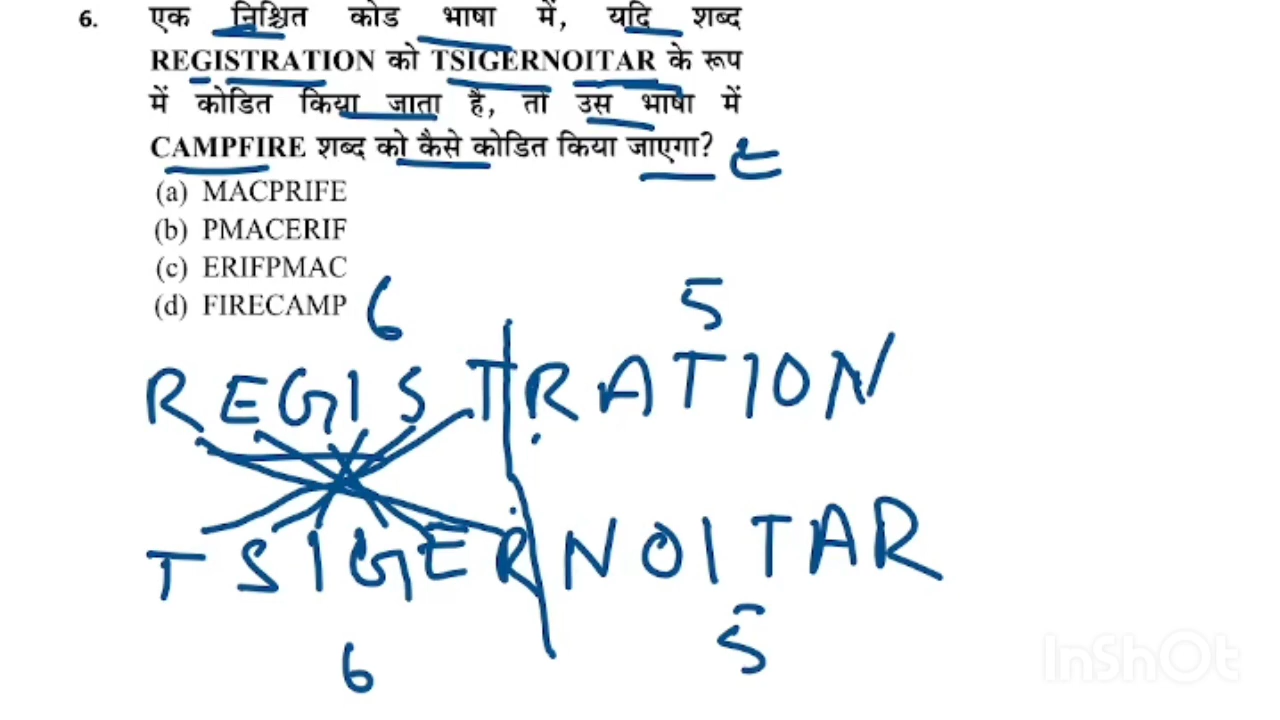 6. एक निश्चित कोड भाषा में, यदि शब्द
REGISTRATION को TSIGERNOITAR के रूप
में कोडित किया जाता है, तो उस भाषा में
CAMPFIRE शब्द को कैसे कोडित किया जाएगा?
(a) MACPRIFE
(b) PMACERIF
(c) ERIFPMAC
(d) FIRECAMP
6 5
REGISTRATION
TSIGERNOITAR
6 5
InShOt